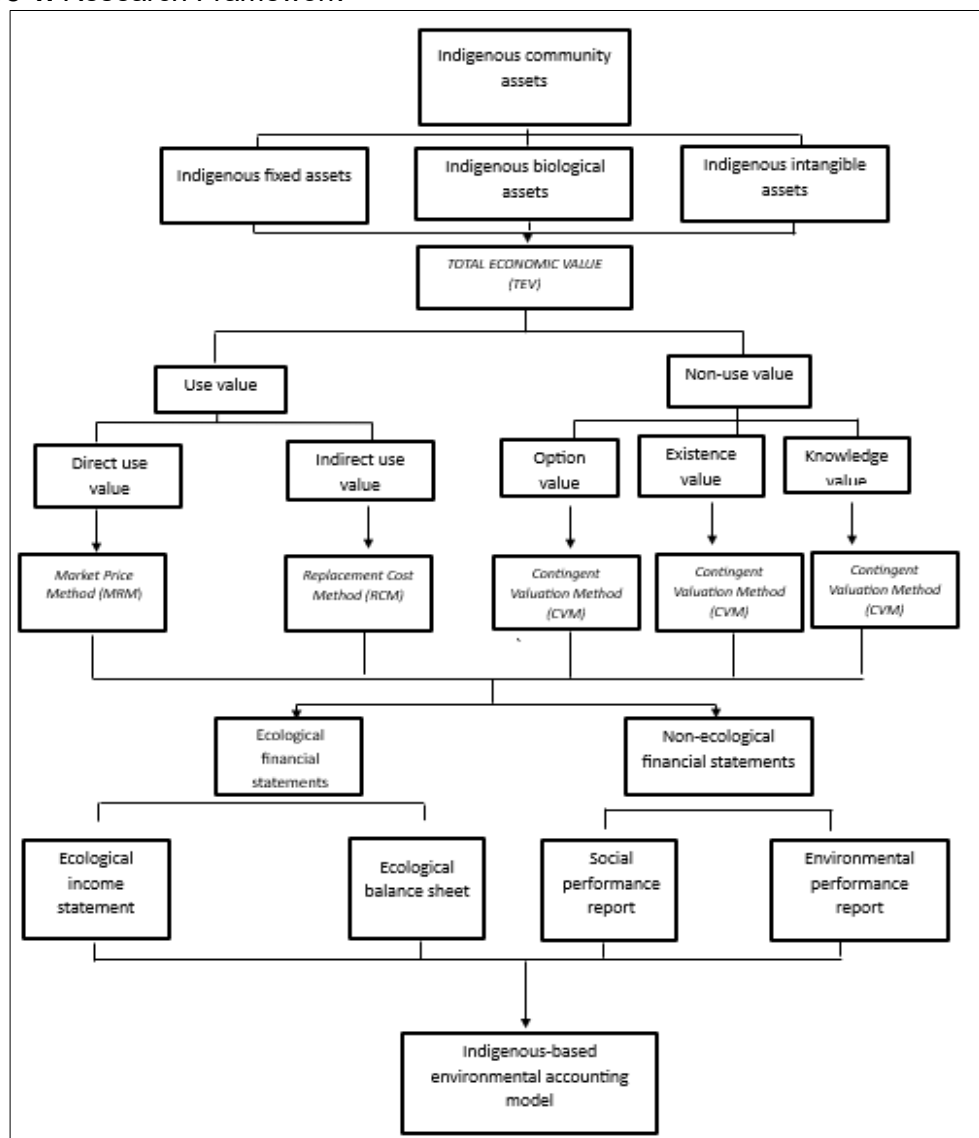 Indigenous community
assets
Indigenous fixed assets
Indigenous biological
assets
Indigenous intangible
assets
TOTAL ECONOMIC VALUE
(TEV)
Use value
Non-use value
Direct use
value
Indirect use
value
Option
value
Existence
value
Knowledge
value
Market Price
Method (MRM)
Replacement Cost
Method (RCM)
Contingent
Valuation Method
(CVM)
Contingent
Valuation Method
(CVM)
Contingent
Valuation Method
(CVM)
Ecological
financial
statements
Non-ecological
financial statements
Ecological
income
statement
Ecological
balance sheet
Social
performance
report
Environmental
performance
report
Indigenous-based
environmental accounting
model